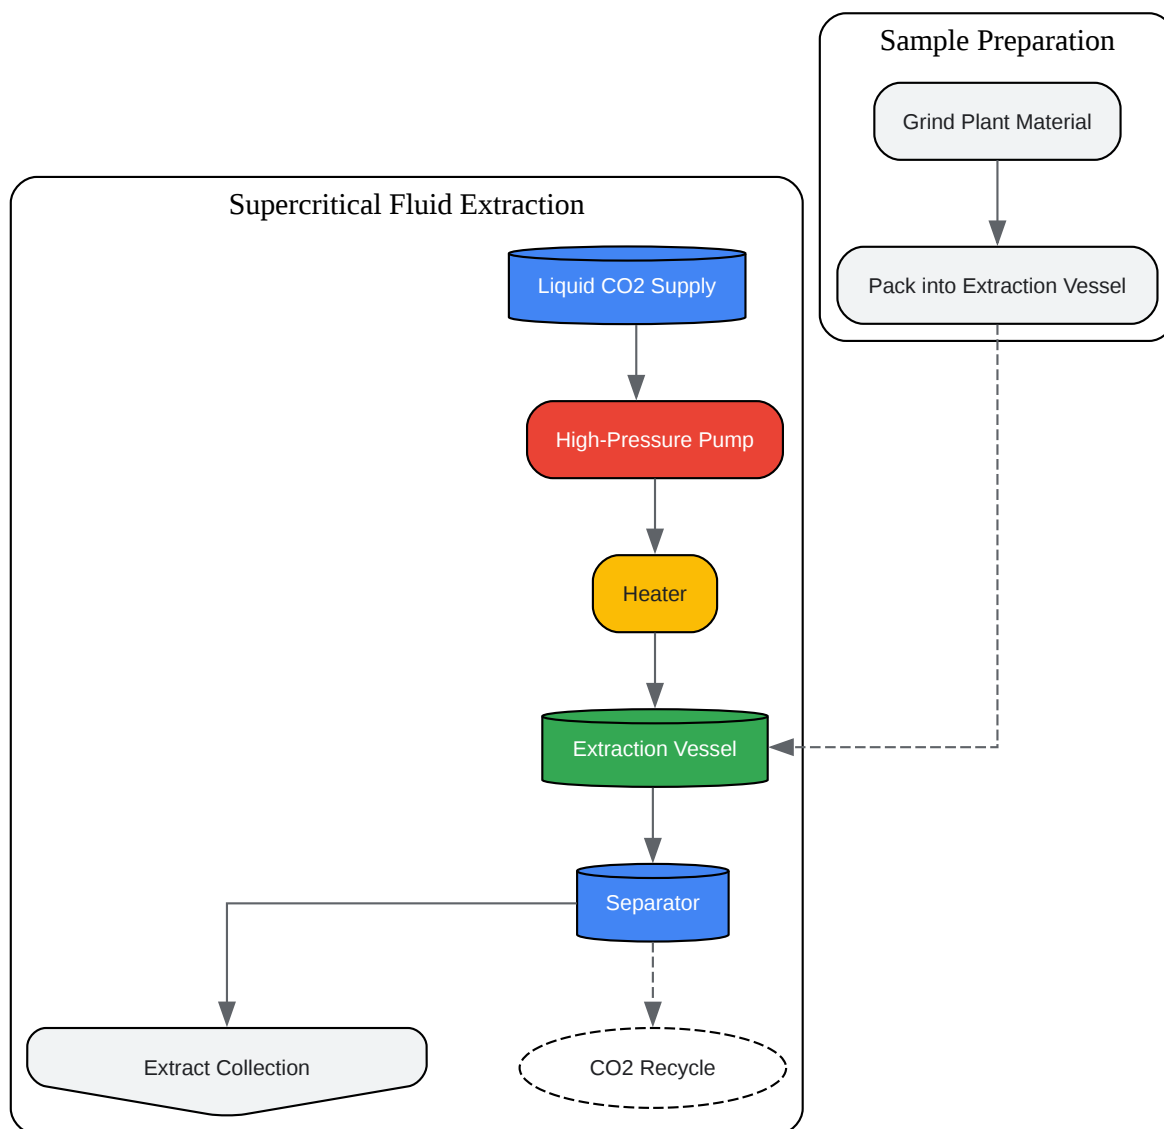 Sample Preparation
Grind Plant Material
Pack into Extraction Vessel
Supercritical Fluid Extraction
Liquid CO2 Supply
High-Pressure Pump
Heater
Extraction Vessel
Separator
Extract Collection
CO2 Recycle